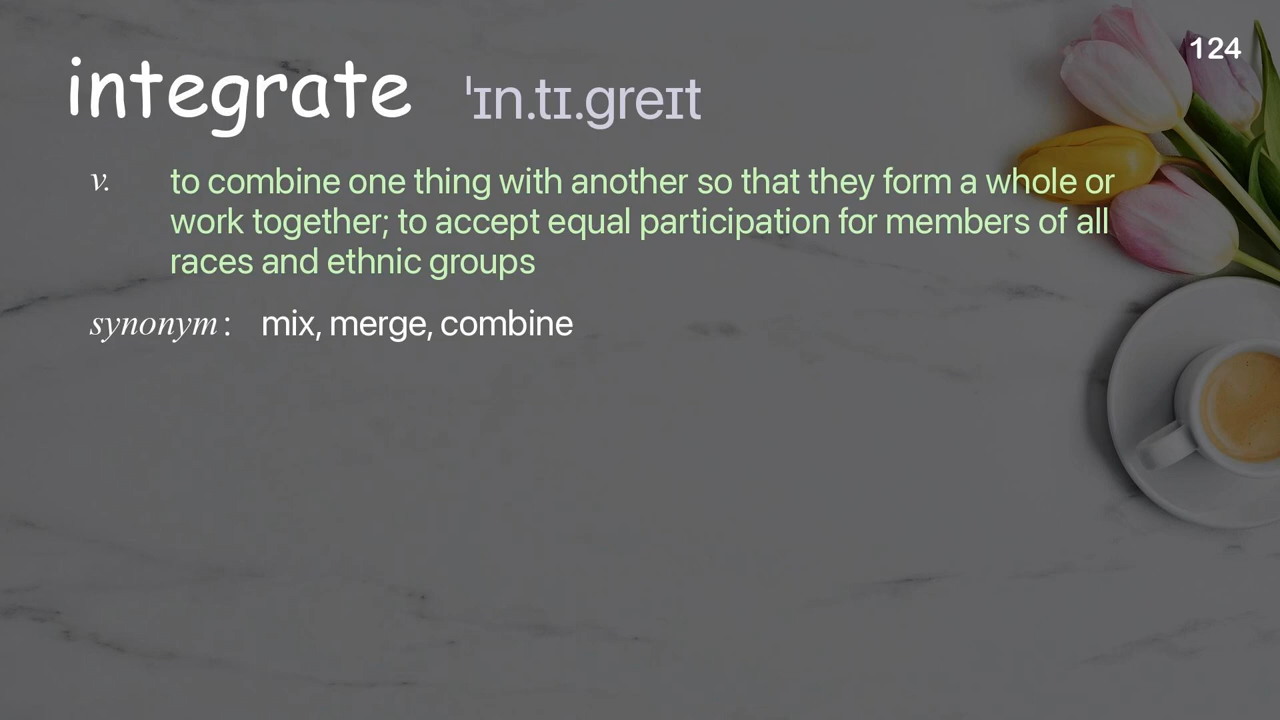 124
integrate ˈɪn.tɪ.greɪt
v. to combine one thing with another so that they form a whole or
work together; to accept equal participation for members of all
races and ethnic groups
synonym: mix, merge, combine